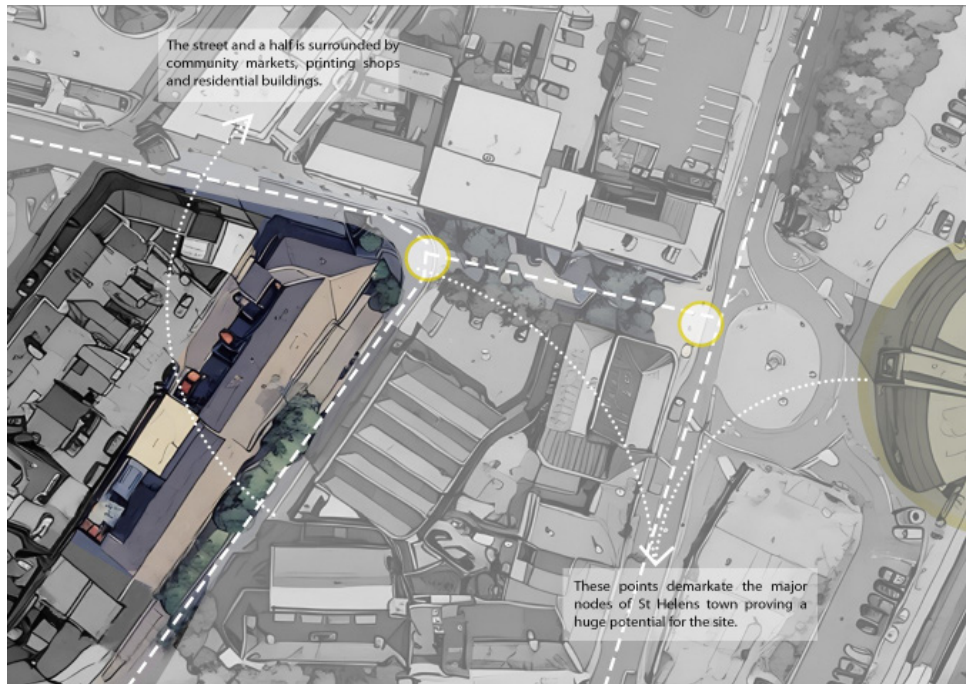 The street and a half is surrounded by
community markets, printing shops
and residential buildings.
These points demarkate the major
nodes of St Helens town proving a
huge potential for the site.